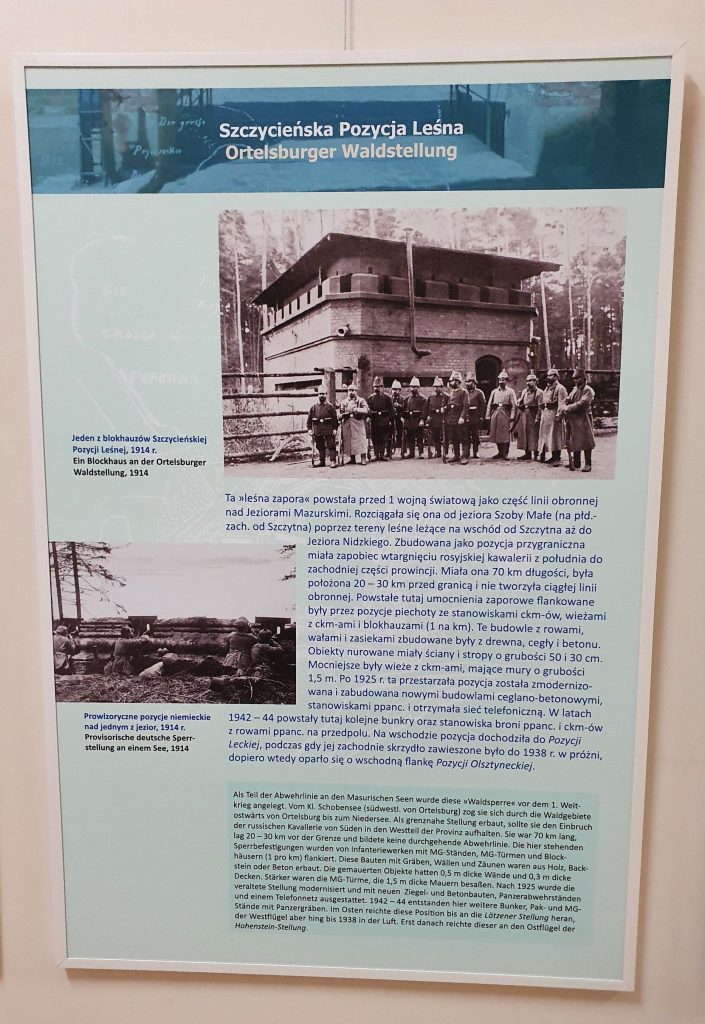 Szczycieńska Pozycja Leśna
Ortelsburger Waldstellung
Der grosse
Die
Grosse
Popowka
Jeden z blokhauzów Szczycieńskiej
Pozycji Leśnej, 1914 r.
Ein Blockhaus an der Ortelsburger
Waldstellung, 1914
Ta »leśna zapora« powstała przed 1 wojną światową jako część linii obronnej
nad Jeziorami Mazurskimi. Rozciągała się ona od jeziora Szoby Małe (na płd.-
zach. od Szczytna) poprzez tereny leśne leżące na wschód od Szczytna aż do
Jeziora Nidzkiego. Zbudowana jako pozycja przygraniczna
miała zapobiec wtargnięciu rosyjskiej kawalerii z południa do
zachodniej części prowincji. Miała ona 70 km długości, była
położona 20 – 30 km przed granicą i nie tworzyła ciągłej linii
obronnej. Powstałe tutaj umocnienia zaporowe flankowane
były przez pozycje piechoty ze stanowiskami ckm-ów, wieżami
z ckm-ami i blokhauzami (1 na km). Te budowle z rowami,
wałami i zasiekami zbudowane były z drewna, cegły i betonu.
Obiekty nurowane miały ściany i stropy o grubości 50 i 30 cm.
Mocniejsze były wieże z ckm-ami, mające mury o grubości
1,5 m. Po 1925 r. ta przestarzała pozycja została zmodernizo-
wana i zabudowana nowymi budowlami ceglano-betonowymi,
stanowiskami ppanc. i otrzymała sieć telefoniczną. W latach
1942 – 44 powstały tutaj kolejne bunkry oraz stanowiska broni ppanc. i ckm-ów
z rowami ppanc. na przedpolu. Na wschodzie pozycja dochodziła do Pozycji
Leckiej, podczas gdy jej zachodnie skrzydło zawieszone było do 1938 r. w próżni,
dopiero wtedy oparło się o wschodną flankę Pozycji Olsztyneckiej.
Prowizoryczne pozycje niemieckie
nad jednym z jezior, 1914 r.
Provisorische deutsche Sperr-
stellung an einem See, 1914
Als Teil der Abwehrlinie an den Masurischen Seen wurde diese »Waldsperre« vor dem 1. Welt-
krieg angelegt. Vom Kl. Schobensee (südwestl. von Ortelsburg) zog sie sich durch die Waldgebiete
ostwärts von Ortelsburg bis zum Niedersee. Als grenznahe Stellung erbaut, sollte sie den Einbruch
der russischen Kavallerie von Süden in den Westteil der Provinz aufhalten. Sie war 70 km lang,
lag 20 – 30 km vor der Grenze und bildete keine durchgehende Abwehrlinie. Die hier stehenden
Sperrbefestigungen wurden von Infanteriewerken mit MG-Ständen, MG-Türmen und Block-
häusern (1 pro km) flankiert. Diese Bauten mit Gräben, Wällen und Zäunen waren aus Holz, Back-
stein oder Beton erbaut. Die gemauerten Objekte hatten 0,5 m dicke Wände und 0,3 m dicke
Decken. Stärker waren die MG-Türme, die 1,5 m dicke Mauern besaßen. Nach 1925 wurde die
veraltete Stellung modernisiert und mit neuen Ziegel- und Betonbauten, Panzerabwehrständen
und einem Telefonnetz ausgestattet. 1942 – 44 entstanden hier weitere Bunker, Pak- und MG-
Stände mit Panzergräben. Im Osten reichte diese Position bis an die Lötzener Stellung heran,
der Westflügel aber hing bis 1938 in der Luft. Erst danach reichte dieser an den Ostflügel der
Hohenstein-Stellung.